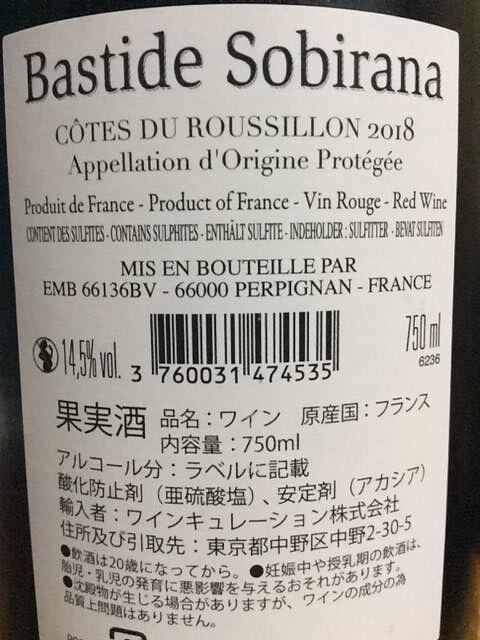 Bastide Sobirana
CÔTES DU ROUSSILLON 2018
Appellation d'Origine Protégée
Produit de France - Product of France - Vin Rouge - Red Wine
CONTIENT DES SULFITES - CONTAINS SULPHITES - ENTHÄLT SULFITE - INDEHOLDER : SULFITTER - BEVAT SULFIETEN
MIS EN BOUTEILLE PAR
EMB 66136BV - 66000 PERPIGNAN - FRANCE
14,5% vol.
3 760031 474535
750 ml
6236
果実酒 品名：ワイン 原産国：フランス
内容量：750ml
アルコール分：ラベルに記載
酸化防止剤（亜硫酸塩）、安定剤（アカシア）
輸入者：ワインキュレーション株式会社
住所及び引取先：東京都中野区中野2-30-5
●飲酒は20歳になってから。●妊娠中や授乳期の飲酒は、
胎児・乳児の発育に悪影響を与えるおそれがあります。
●沈殿物が生じる場合がありますが、ワインの成分の為
品質上問題はありません。